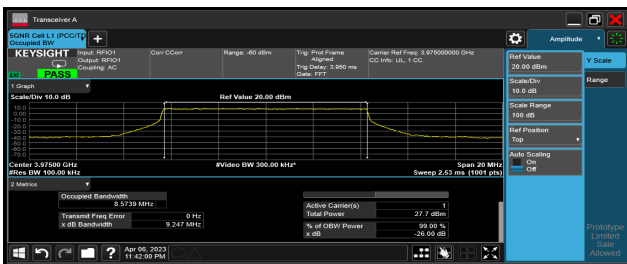 Transceiver A
5GNR Cell L1 (PCC/TP
Occupied BW
+
Amplitude
KEYSIGHT
PASS
Input: RFIO1
Output: RFIO1
Coupling: AC
Corr CCorr
Range: -60 dBm
Trig: Prot Frame
Aligned
Trig Delay: 3.950 ms
Gate: FFT
Carrier Ref Freq: 3.975000000 GHz
CC Info: UL, 1 CC
1 Graph
Scale/Div 10.0 dB
Ref Value 20.00 dBm
10.0
0.00
-10.0
-20.0
-30.0
-40.0
-50.0
-60.0
-70.0
Center 3.97500 GHz
#Video BW 300.00 kHz*
Span 20 MHz
#Res BW 100.00 kHz
Sweep 2.53 ms (1001 pts)
2 Metrics
Occupied Bandwidth
8.5739 MHz
Transmit Freq Error 0 Hz
x dB Bandwidth 9.247 MHz
Active Carrier(s) 1
Total Power 27.7 dBm
% of OBW Power 99.00 %
x dB -26.00 dB
Ref Value
20.00 dBm
Scale/Div
10.0 dB
Scale Range
100 dB
Ref Position
Top
Auto Scaling
On
Off
Y Scale
Range
Prototype
Limited
Sale
Allowed
?
Apr 06, 2023
11:42:00 PM